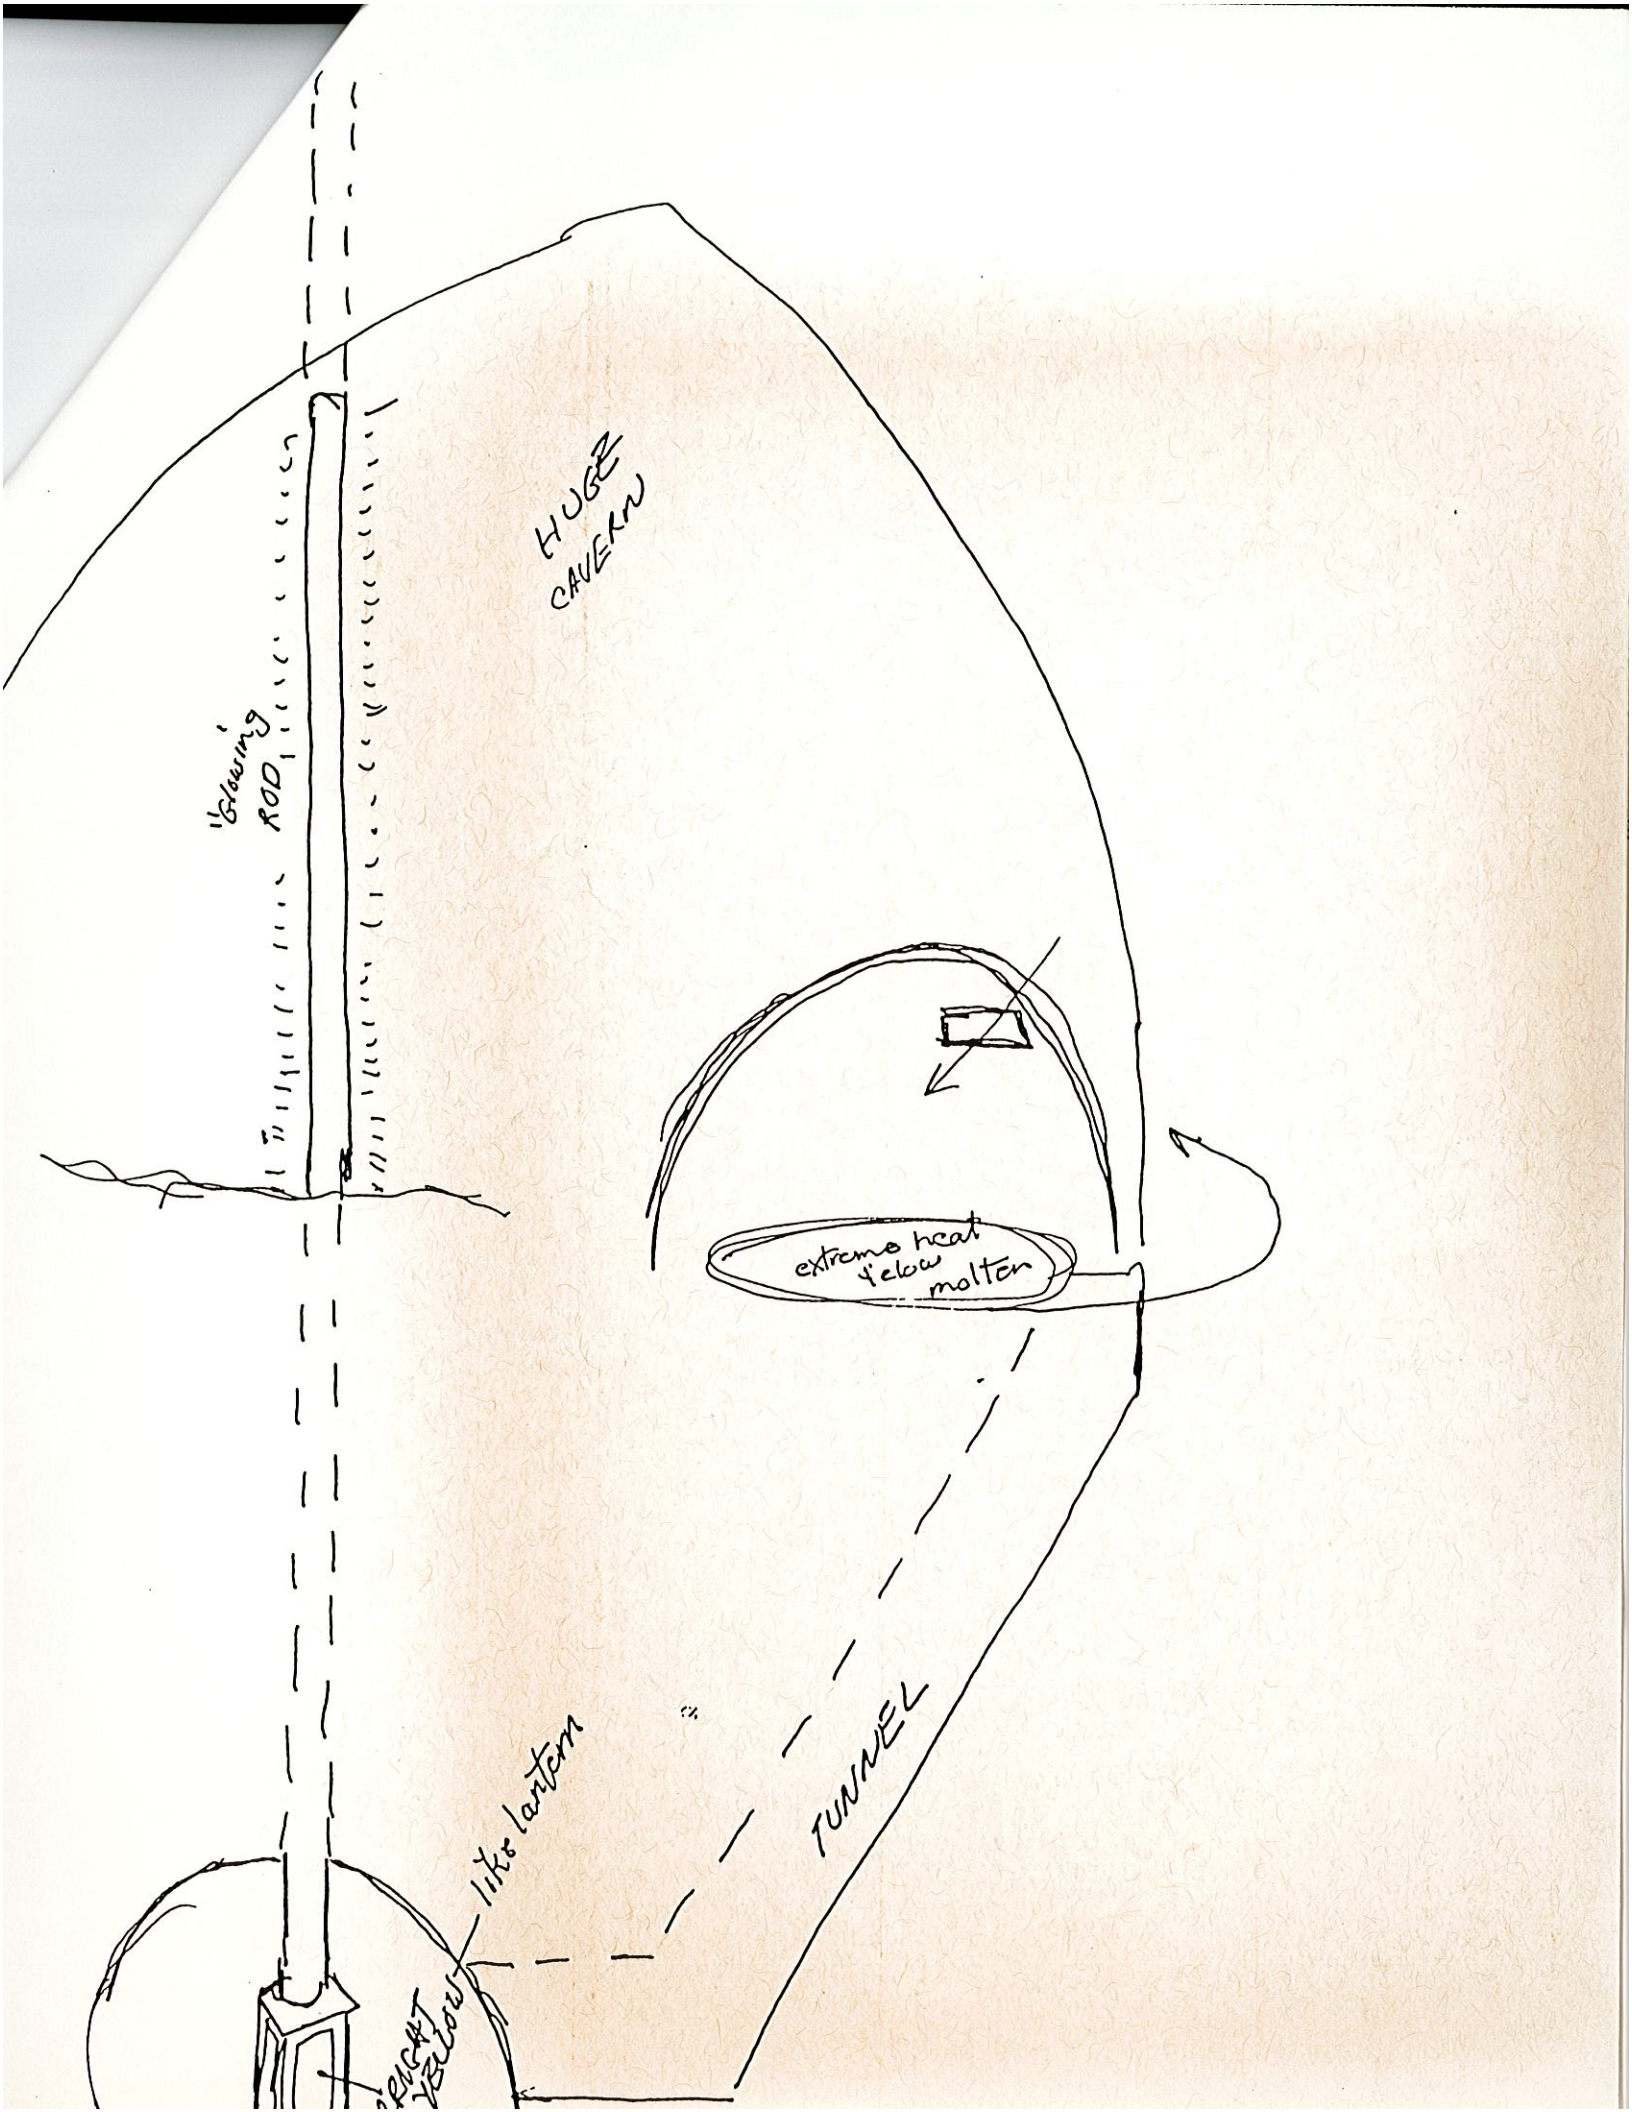 HUGE
CAVERN
"Glowing"
ROD
extreme heat
Yelow
molten
TUNNEL
like lantern
BRIGHT
YELLOW